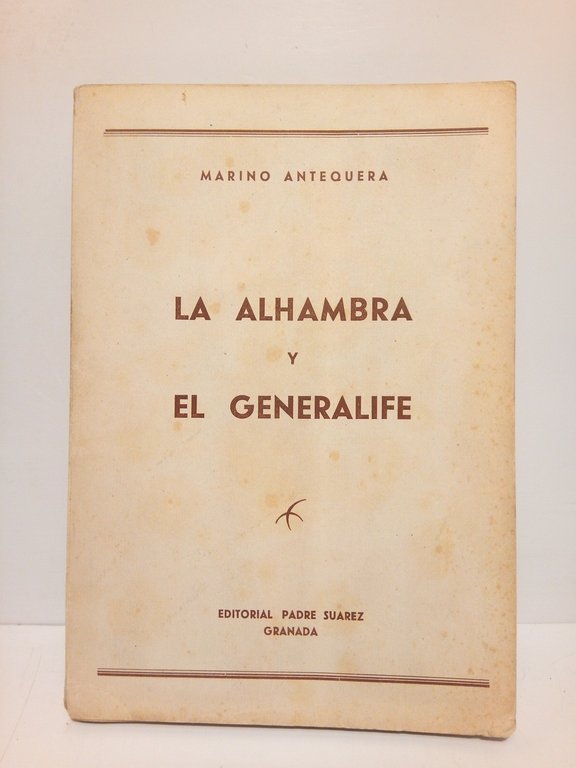 MARINO ANTEQUERA
LA ALHAMBRA
Y
EL GENERALIFE
EDITORIAL PADRE SUAREZ
GRANADA